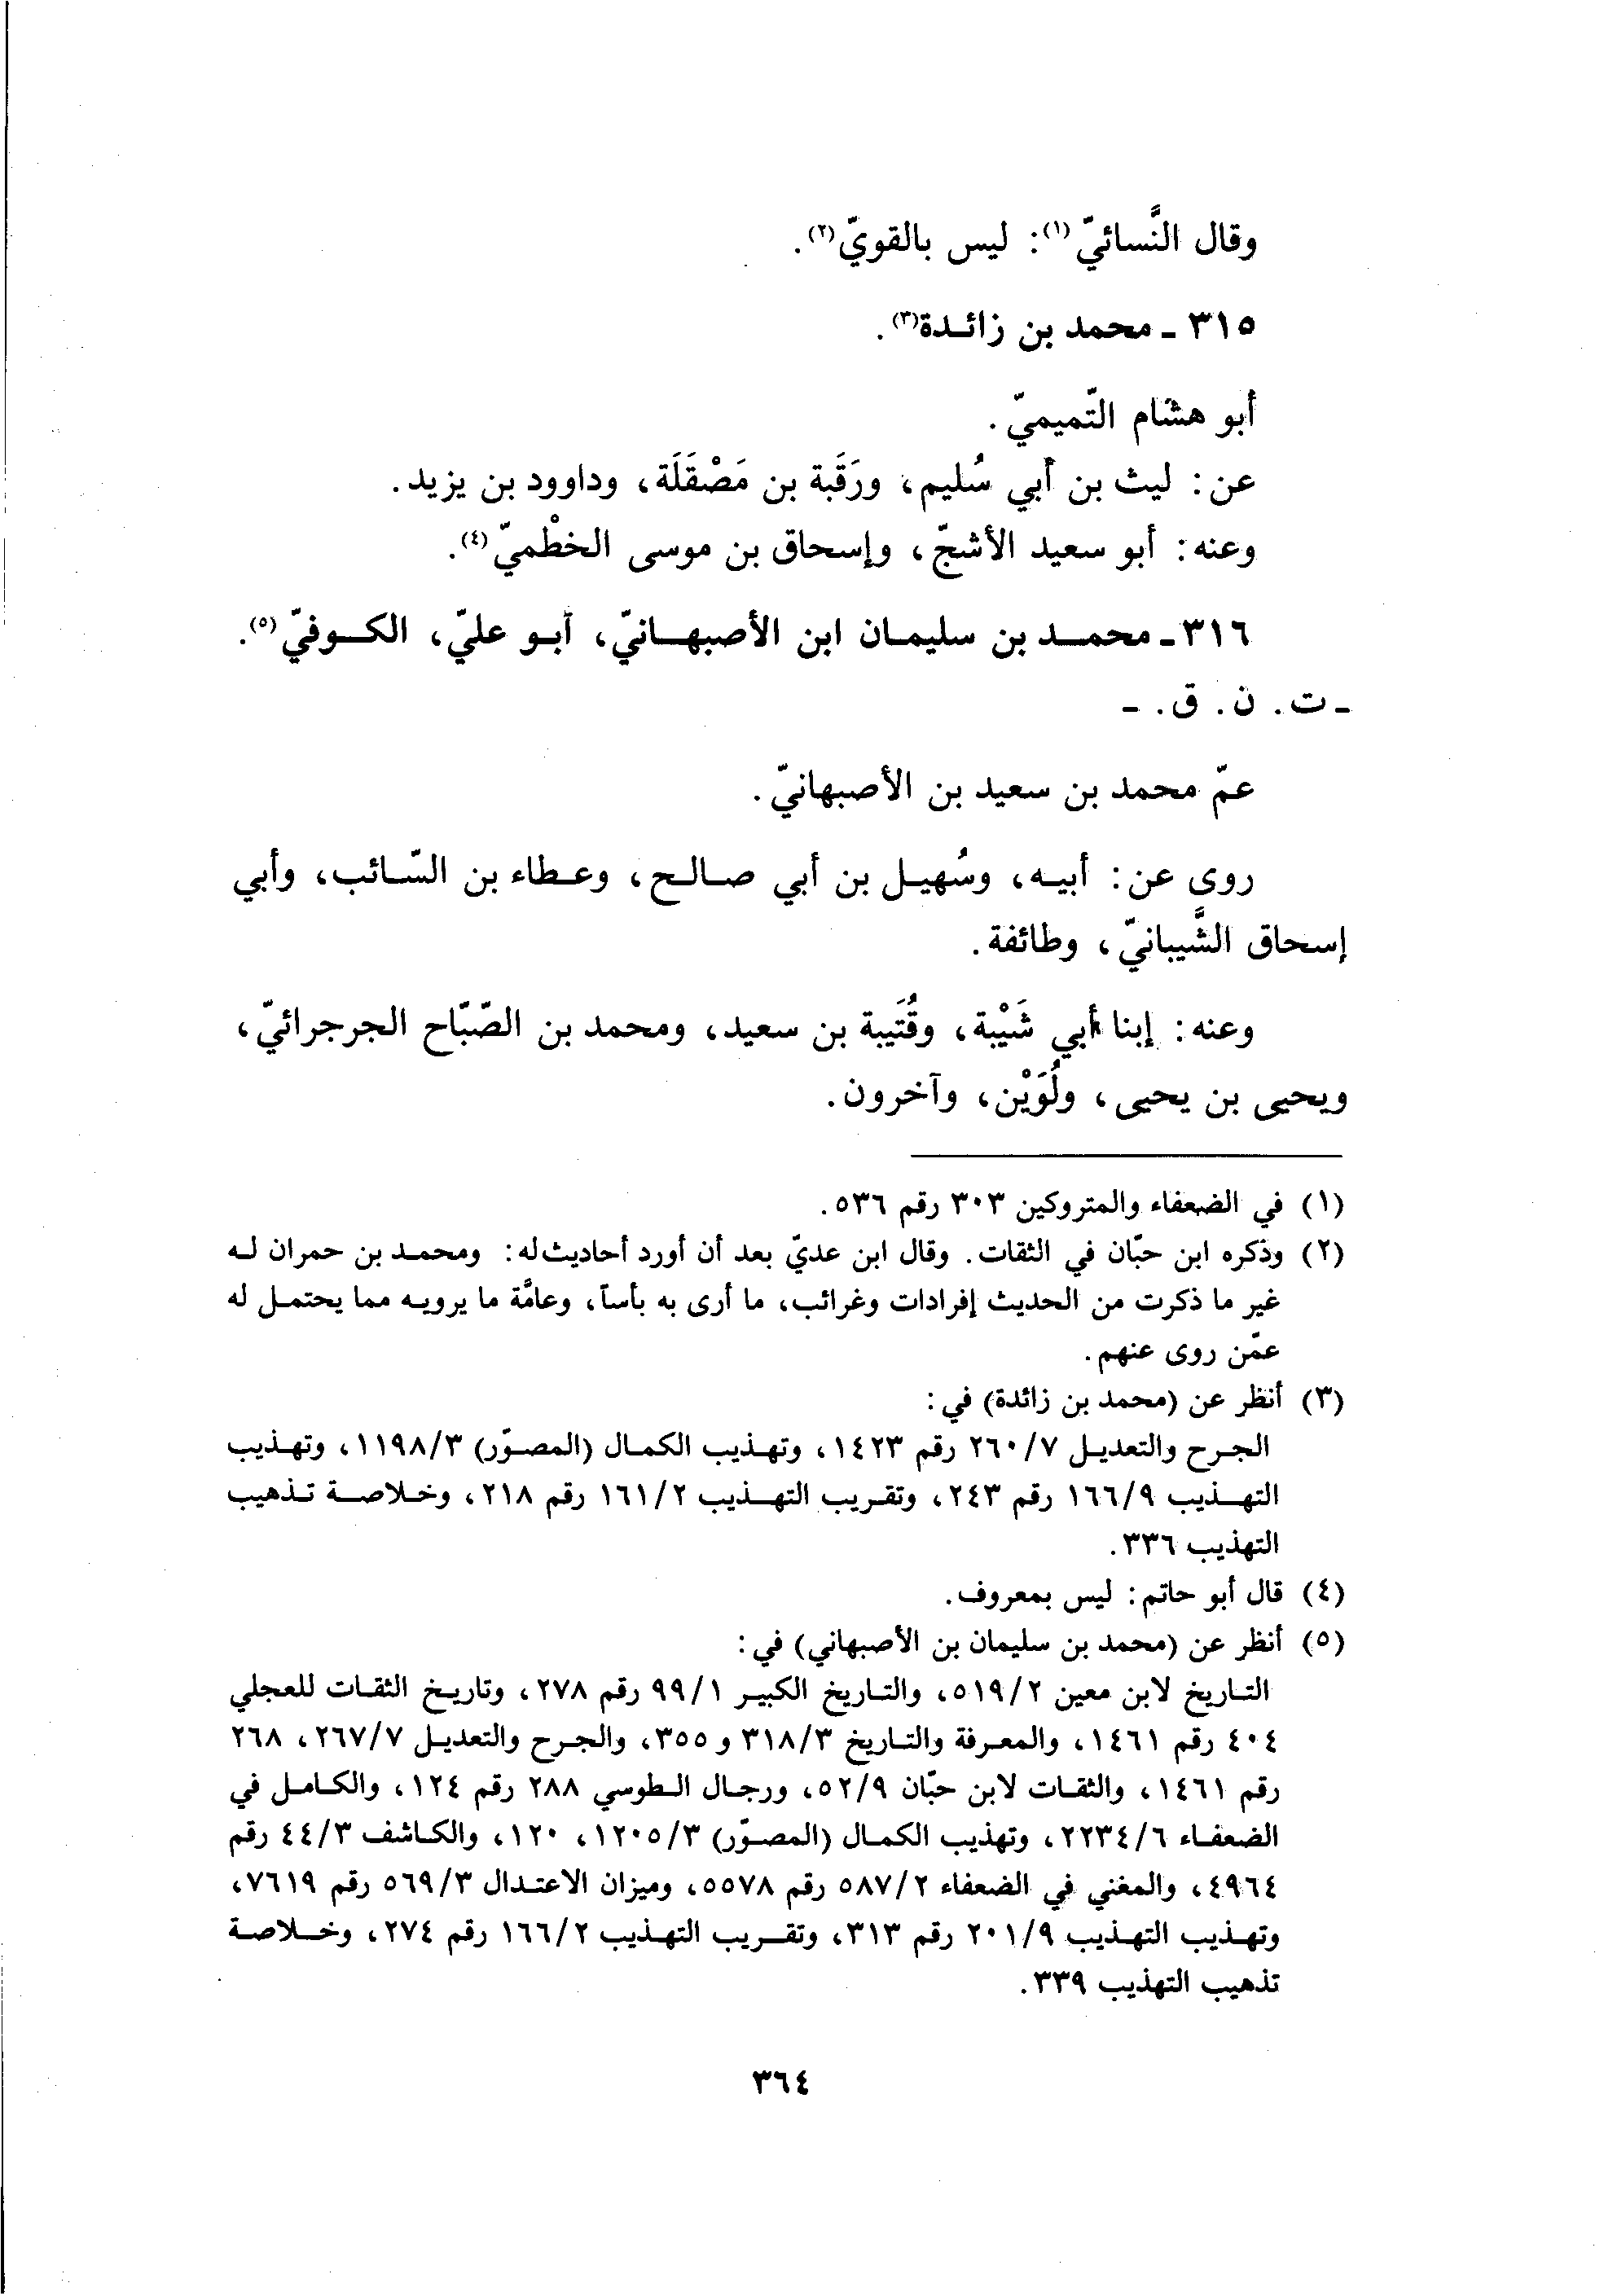 وقال النَّسائيّ(١): ليس بالقويّ(٢).
٣١٥ ـ محمد بن زائدة(٣).
أبو هشام التّميميّ.
عن: ليث بن أبي سُليم، ورَقَبة بن مَصْقَلَة، وداوود بن يزيد.
وعنه: أبو سعيد الأشجّ، وإسحاق بن موسى الخطْميّ(٤).
٣١٦ ـ محمد بن سليمان ابن الأصبهانيّ، أبو عليّ، الكوفيّ(٥).
ـ ت. ن. ق. ـ
عمّ محمد بن سعيد بن الأصبهانيّ.
روى عن: أبيه، وسُهيل بن أبي صالح، وعطاء بن السّائب، وأبي
إسحاق الشَّيبانيّ، وطائفة.
وعنه: إبنا أبي شَيْبة، وقُتَيبة بن سعيد، ومحمد بن الصّبّاح الجرجرائيّ،
ويحيى بن يحيى، ولُوَيْن، وآخرون.
(١) في الضعفاء والمتروكين ٣٠٣ رقم ٥٣٦.
(٢) وذكره ابن حبّان في الثقات. وقال ابن عديّ بعد أن أورد أحاديث له: ومحمد بن حمران له
غير ما ذكرت من الحديث إفرادات وغرائب، ما أرى به بأساً، وعامَّة ما يرويه مما يحتمل له
عمّن روى عنهم.
(٣) أنظر عن (محمد بن زائدة) في:
الجرح والتعديل ٢٦٠/٧ رقم ١٤٢٣، وتهذيب الكمال (المصوّر) ١١٩٨/٣، وتهذيب
التهذيب ١٦٦/٩ رقم ٢٤٣، وتقريب التهذيب ١٦١/٢ رقم ٢١٨، وخلاصة تذهيب
التهذيب ٣٣٦.
(٤) قال أبو حاتم: ليس بمعروف.
(٥) أنظر عن (محمد بن سليمان بن الأصبهاني) في:
التاريخ لابن معين ٥١٩/٢، والتاريخ الكبير ٩٩/١ رقم ٢٧٨، وتاريخ الثقات للعجلي
٤٠٤ رقم ١٤٦١، والمعرفة والتاريخ ٣١٨/٣ و ٣٥٥، والجرح والتعديل ٢٦٧/٧، ٢٦٨
رقم ١٤٦١، والثقات لابن حبّان ٥٢/٩، ورجال الطوسي ٢٨٨ رقم ١٢٤، والكامل في
الضعفاء ٢٢٣٤/٦، وتهذيب الكمال (المصوّر) ١٢٠٥/٣، ١٢٠، والكاشف ٤٤/٣ رقم
٤٩٦٤، والمغني في الضعفاء ٥٨٧/٢ رقم ٥٥٧٨، وميزان الاعتدال ٥٦٩/٣ رقم ٧٦١٩،
وتهذيب التهذيب ٢٠١/٩ رقم ٣١٣، وتقريب التهذيب ١٦٦/٢ رقم ٢٧٤، وخلاصة
تذهيب التهذيب ٣٣٩.
٣٦٤